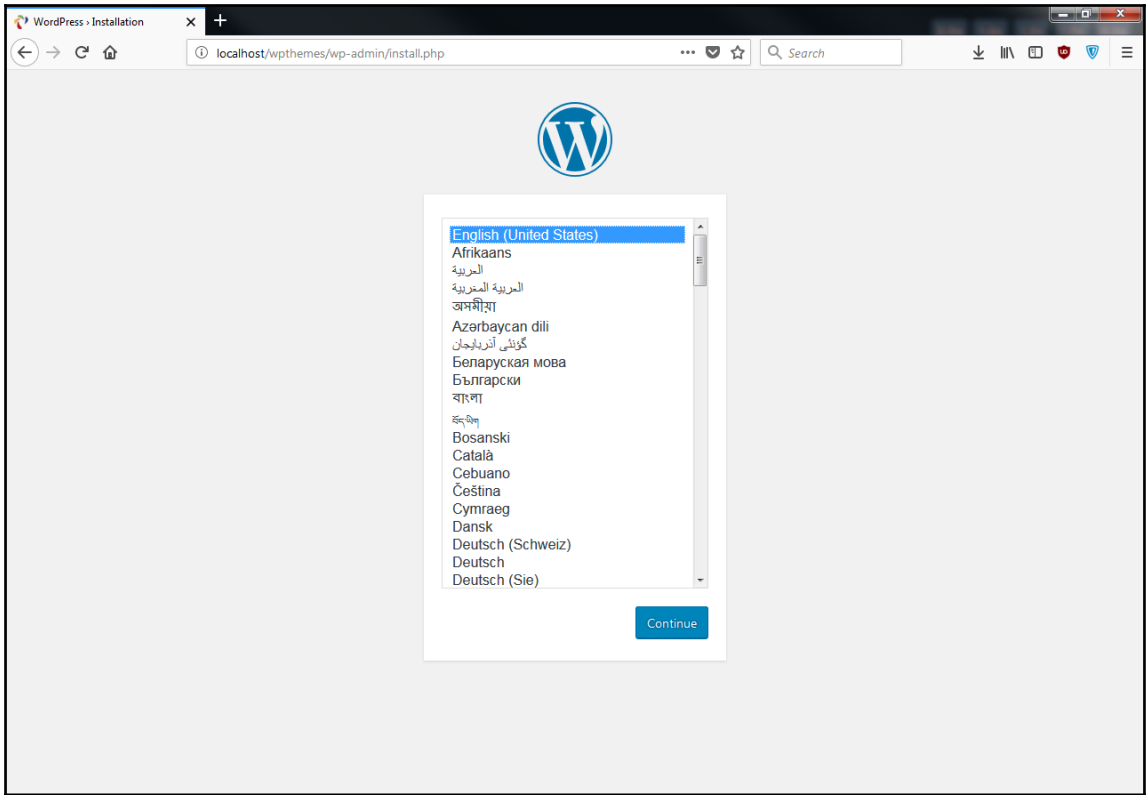 WordPress › Installation
localhost/wpthemes/wp-admin/install.php
Search
English (United States)
Afrikaans
العربية
العربية المغربية
অসমীয়া
Azərbaycan dili
گؤنئی آذربایجان
Беларуская мова
Български
বাংলা
བོད་ཡིག
Bosanski
Català
Cebuano
Čeština
Cymraeg
Dansk
Deutsch (Schweiz)
Deutsch
Deutsch (Sie)
Continue